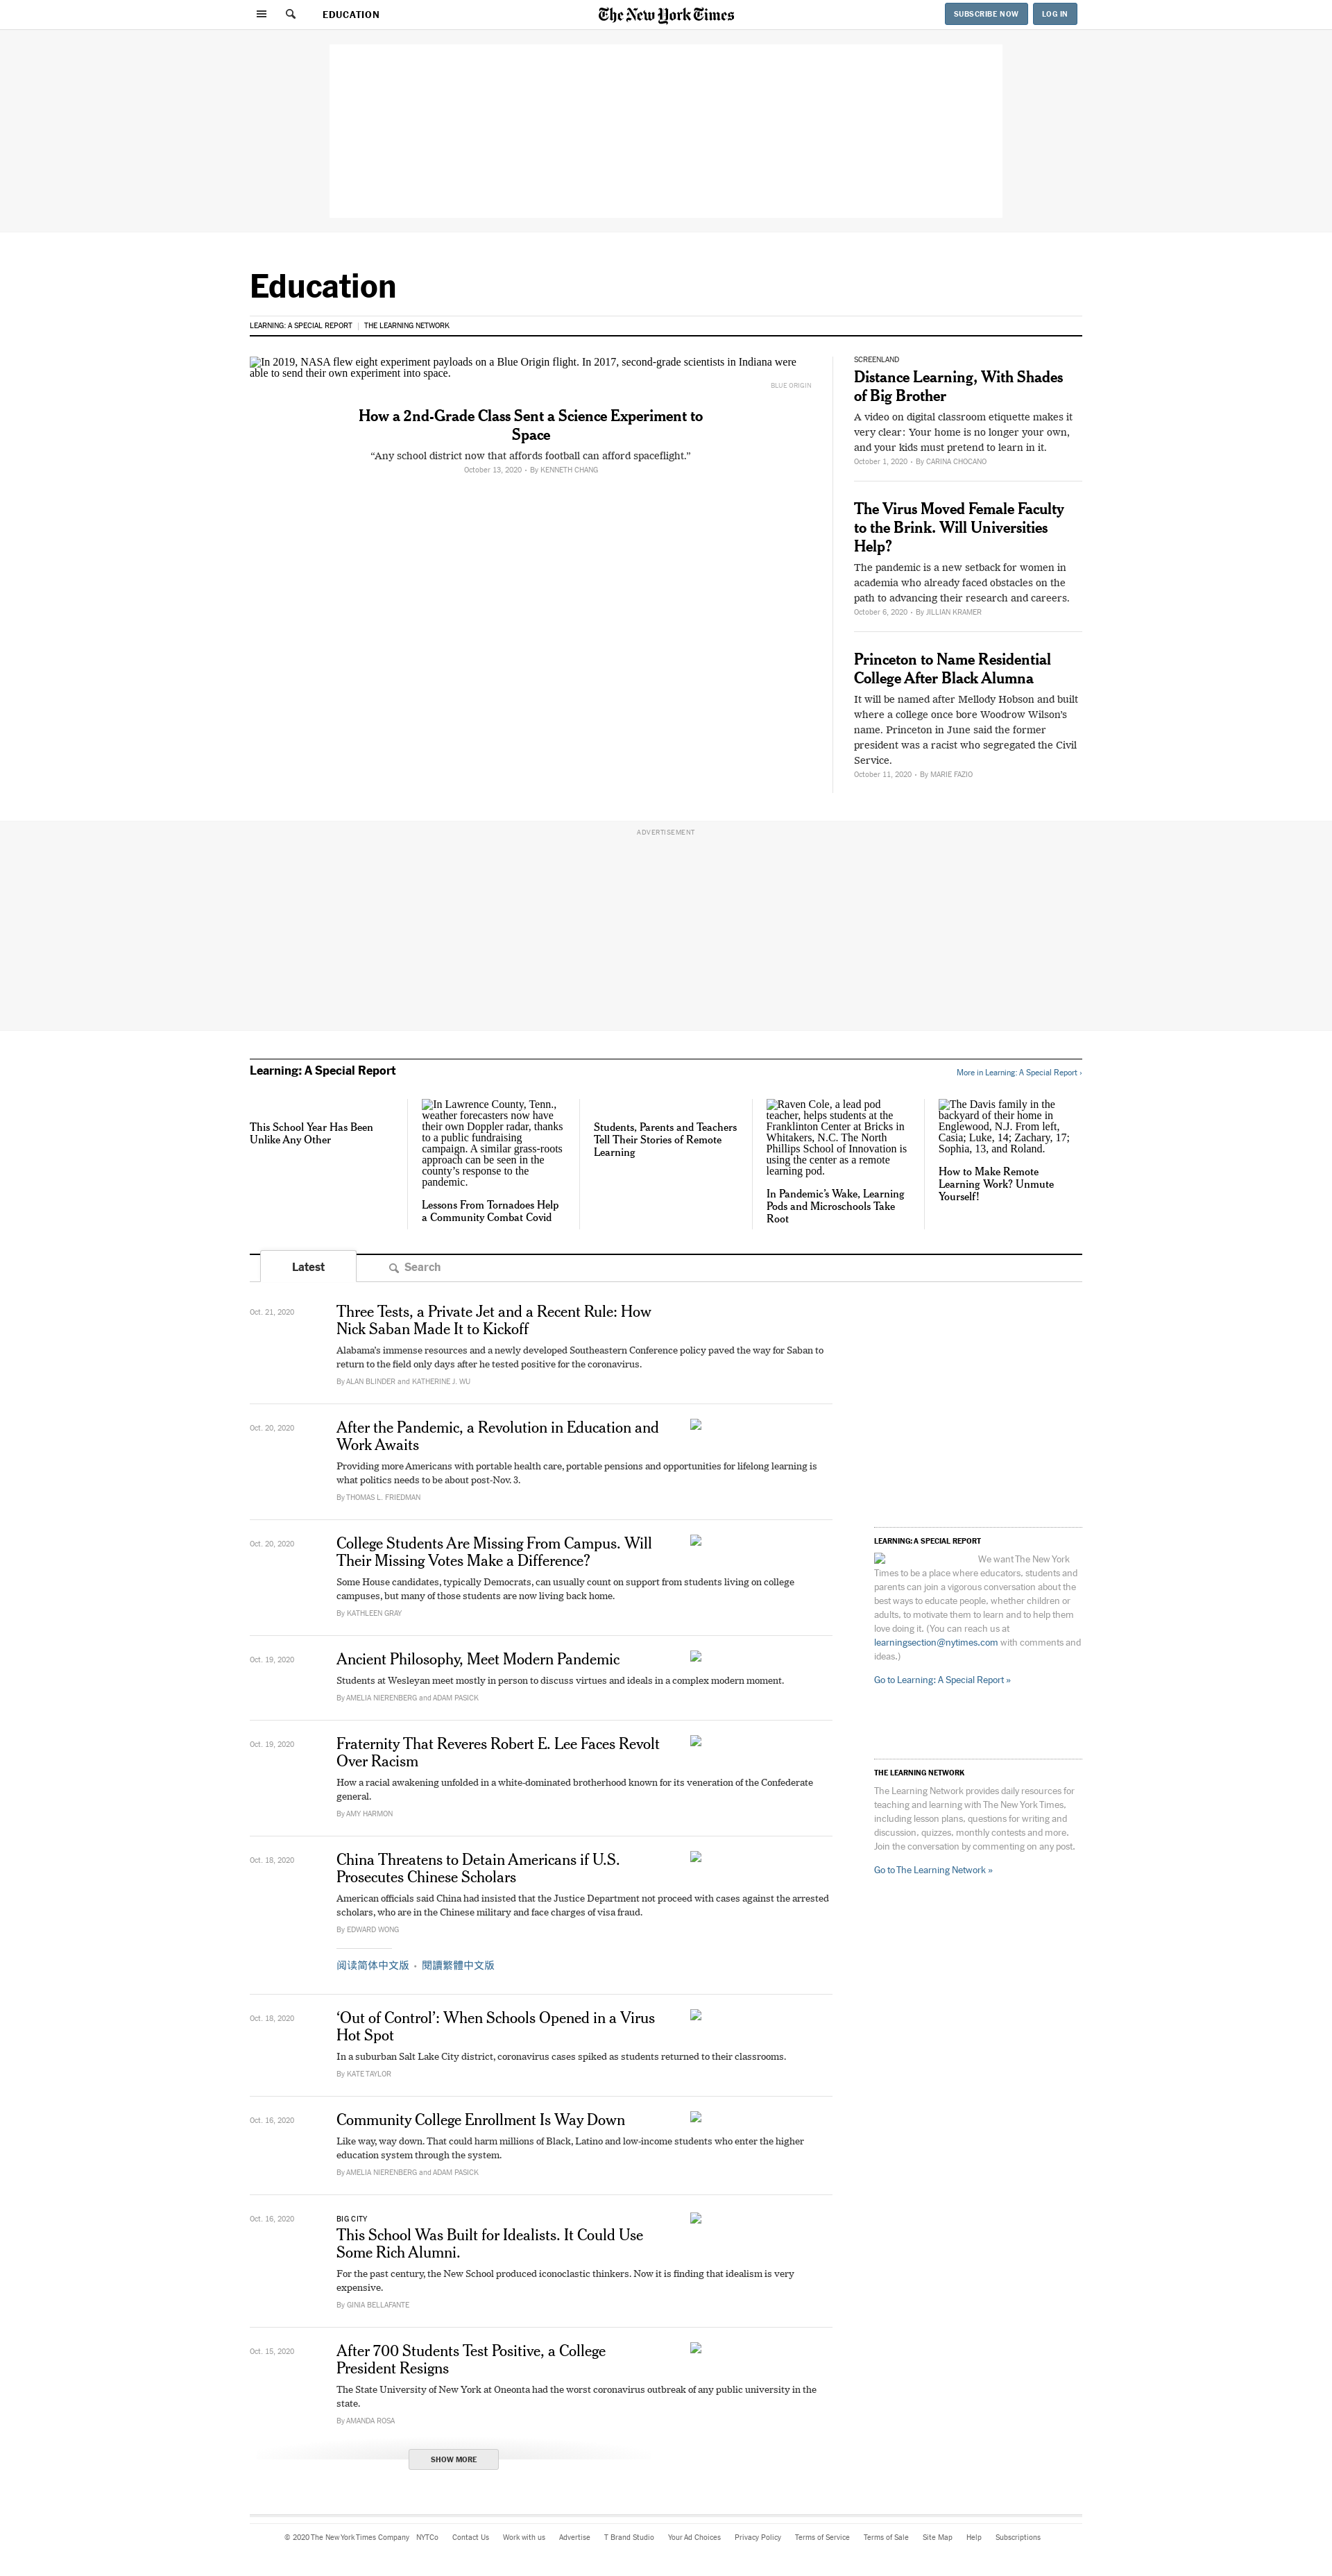 EDUCATION
The New York Times
SUBSCRIBE NOW
LOG IN
Education
LEARNING: A SPECIAL REPORT
THE LEARNING NETWORK
In 2019, NASA flew eight experiment payloads on a Blue Origin flight. In 2017, second-grade scientists in Indiana were
able to send their own experiment into space.
BLUE ORIGIN
How a 2nd-Grade Class Sent a Science Experiment to
Space
“Any school district now that affords football can afford spaceflight.”
October 13, 2020 • By KENNETH CHANG
SCREENLAND
Distance Learning, With Shades
of Big Brother
A video on digital classroom etiquette makes it
very clear: Your home is no longer your own,
and your kids must pretend to learn in it.
October 1, 2020 • By CARINA CHOCANO
The Virus Moved Female Faculty
to the Brink. Will Universities
Help?
The pandemic is a new setback for women in
academia who already faced obstacles on the
path to advancing their research and careers.
October 6, 2020 • By JILLIAN KRAMER
Princeton to Name Residential
College After Black Alumna
It will be named after Mellody Hobson and built
where a college once bore Woodrow Wilson’s
name. Princeton in June said the former
president was a racist who segregated the Civil
Service.
October 11, 2020 • By MARIE FAZIO
ADVERTISEMENT
Learning: A Special Report
More in Learning: A Special Report ›
This School Year Has Been
Unlike Any Other
In Lawrence County, Tenn.,
weather forecasters now have
their own Doppler radar, thanks
to a public fundraising
campaign. A similar grass-roots
approach can be seen in the
county’s response to the
pandemic.
Lessons From Tornadoes Help
a Community Combat Covid
Students, Parents and Teachers
Tell Their Stories of Remote
Learning
Raven Cole, a lead pod
teacher, helps students at the
Franklinton Center at Bricks in
Whitakers, N.C. The North
Phillips School of Innovation is
using the center as a remote
learning pod.
In Pandemic’s Wake, Learning
Pods and Microschools Take
Root
The Davis family in the
backyard of their home in
Englewood, N.J. From left,
Casia; Luke, 14; Zachary, 17;
Sophia, 13, and Roland.
How to Make Remote
Learning Work? Unmute
Yourself!
Latest
Search
Oct. 21, 2020
Three Tests, a Private Jet and a Recent Rule: How
Nick Saban Made It to Kickoff
Alabama’s immense resources and a newly developed Southeastern Conference policy paved the way for Saban to
return to the field only days after he tested positive for the coronavirus.
By ALAN BLINDER and KATHERINE J. WU
Oct. 20, 2020
After the Pandemic, a Revolution in Education and
Work Awaits
Providing more Americans with portable health care, portable pensions and opportunities for lifelong learning is
what politics needs to be about post-Nov. 3.
By THOMAS L. FRIEDMAN
Oct. 20, 2020
College Students Are Missing From Campus. Will
Their Missing Votes Make a Difference?
Some House candidates, typically Democrats, can usually count on support from students living on college
campuses, but many of those students are now living back home.
By KATHLEEN GRAY
Oct. 19, 2020
Ancient Philosophy, Meet Modern Pandemic
Students at Wesleyan meet mostly in person to discuss virtues and ideals in a complex modern moment.
By AMELIA NIERENBERG and ADAM PASICK
Oct. 19, 2020
Fraternity That Reveres Robert E. Lee Faces Revolt
Over Racism
How a racial awakening unfolded in a white-dominated brotherhood known for its veneration of the Confederate
general.
By AMY HARMON
Oct. 18, 2020
China Threatens to Detain Americans if U.S.
Prosecutes Chinese Scholars
American officials said China had insisted that the Justice Department not proceed with cases against the arrested
scholars, who are in the Chinese military and face charges of visa fraud.
By EDWARD WONG
阅读简体中文版 • 閱讀繁體中文版
Oct. 18, 2020
‘Out of Control’: When Schools Opened in a Virus
Hot Spot
In a suburban Salt Lake City district, coronavirus cases spiked as students returned to their classrooms.
By KATE TAYLOR
Oct. 16, 2020
Community College Enrollment Is Way Down
Like way, way down. That could harm millions of Black, Latino and low-income students who enter the higher
education system through the system.
By AMELIA NIERENBERG and ADAM PASICK
Oct. 16, 2020
BIG CITY
This School Was Built for Idealists. It Could Use
Some Rich Alumni.
For the past century, the New School produced iconoclastic thinkers. Now it is finding that idealism is very
expensive.
By GINIA BELLAFANTE
Oct. 15, 2020
After 700 Students Test Positive, a College
President Resigns
The State University of New York at Oneonta had the worst coronavirus outbreak of any public university in the
state.
By AMANDA ROSA
SHOW MORE
LEARNING: A SPECIAL REPORT
We want The New York
Times to be a place where educators, students and
parents can join a vigorous conversation about the
best ways to educate people, whether children or
adults, to motivate them to learn and to help them
love doing it. (You can reach us at
learningsection@nytimes.com with comments and
ideas.)
Go to Learning: A Special Report »
THE LEARNING NETWORK
The Learning Network provides daily resources for
teaching and learning with The New York Times,
including lesson plans, questions for writing and
discussion, quizzes, monthly contests and more.
Join the conversation by commenting on any post.
Go to The Learning Network »
© 2020 The New York Times Company NYTCo Contact Us Work with us Advertise T Brand Studio Your Ad Choices Privacy Policy Terms of Service Terms of Sale Site Map Help Subscriptions